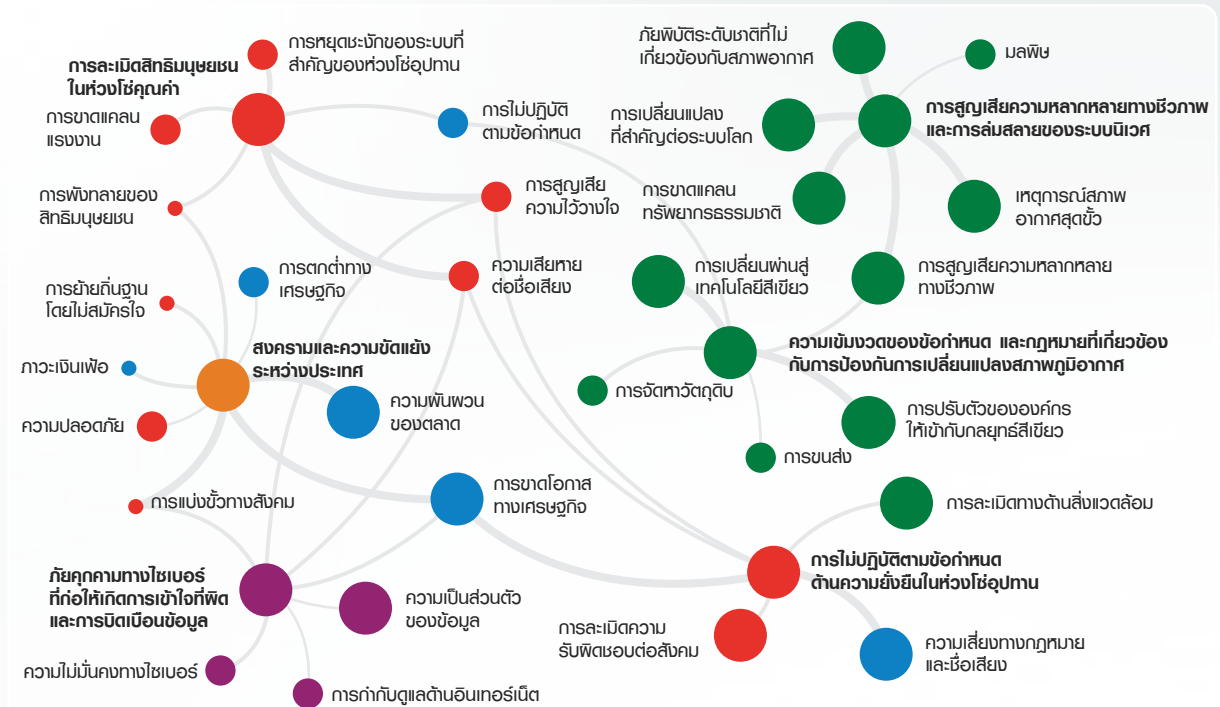 การหยุดชะงักของระบบที่
สำคัญของห่วงโซ่อุปทาน
การละเมิดสิทธิมนุษยชน
ในห่วงโซ่คุณค่า
การขาดแคลน
แรงงาน
การไม่ปฏิบัติ
ตามข้อกำหนด
การพังทลายของ
สิทธิมนุษยชน
การสูญเสีย
ความไว้วางใจ
การตกต่ำทาง
เศรษฐกิจ
ความเสียหาย
ต่อชื่อเสียง
การย้ายถิ่นฐาน
โดยไม่สมัครใจ
สงครามและความขัดแย้ง
ระหว่างประเทศ
ภาวะเงินเฟ้อ
ความปลอดภัย
ความผันผวน
ของตลาด
การแบ่งขั้วทางสังคม
การขาดโอกาส
ทางเศรษฐกิจ
ภัยคุกคามทางไซเบอร์
ที่ก่อให้เกิดการเข้าใจที่ผิด
และการบิดเบือนข้อมูล
ความเป็นส่วนตัว
ของข้อมูล
ความไม่มั่นคงทางไซเบอร์
การกำกับดูแลด้านอินเทอร์เน็ต
ภัยพิบัติระดับชาติที่ไม่
เกี่ยวข้องกับสภาพอากาศ
มลพิษ
การเปลี่ยนแปลง
ที่สำคัญต่อระบบโลก
การสูญเสียความหลากหลายทางชีวภาพ
และการล่มสลายของระบบนิเวศ
การขาดแคลน
ทรัพยากรธรรมชาติ
เหตุการณ์สภาพ
อากาศสุดขั้ว
การเปลี่ยนผ่านสู่
เทคโนโลยีสีเขียว
การสูญเสียความหลากหลาย
ทางชีวภาพ
ความเข้มงวดของข้อกำหนด และกฎหมายที่เกี่ยวข้อง
กับการป้องกันการเปลี่ยนแปลงสภาพภูมิอากาศ
การจัดหาวัตถุดิบ
การปรับตัวขององค์กร
ให้เข้ากับกลยุทธ์สีเขียว
การขนส่ง
การละเมิดทางด้านสิ่งแวดล้อม
การไม่ปฏิบัติตามข้อกำหนด
ด้านความยั่งยืนในห่วงโซ่อุปทาน
การละเมิดความ
รับผิดชอบต่อสังคม
ความเสี่ยงทางกฎหมาย
และชื่อเสียง